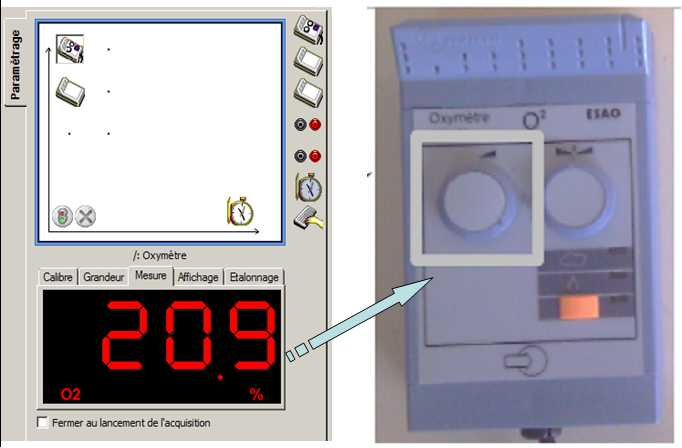 Paramétrage
/: Oxymètre
Calibre
Grandeur
Mesure
Affichage
Etalonnage
20.9
O2
%
Fermer au lancement de l'acquisition
Oxymètre
O²
ESAO